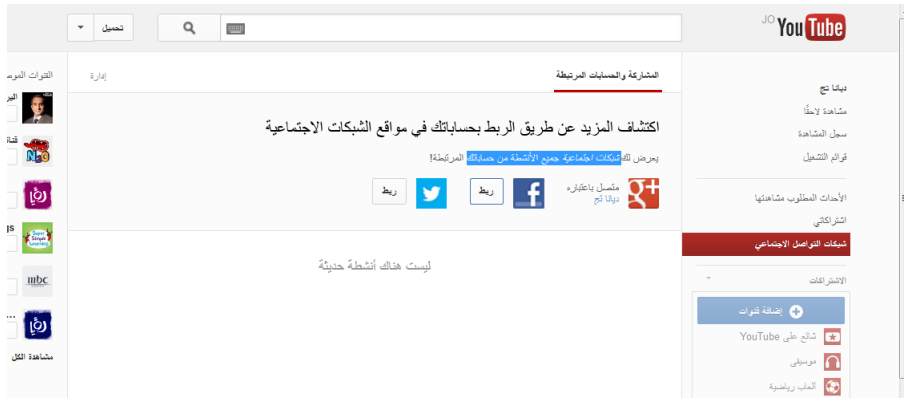 YouTube JO
تحميل
ديانا تج
مشاهدة لاحقًا
سجل المشاهدة
قوائم التشغيل
الأحداث المطلوب مشاهدتها
اشتراكاتي
شبكات التواصل الاجتماعي
الاشتراكات
إضافة قنوات
شائع على YouTube
موسيقى
ألعاب رياضية
المشاركة والحسابات المرتبطة
إدارة
اكتشاف المزيد عن طريق الربط بحساباتك في مواقع الشبكات الاجتماعية
يعرض لك شبكات اجتماعية جميع الأنشطة من حساباتك المرتبطة!
متصل باعتباره
ديانا تج
ربط
ربط
ليست هناك أنشطة حديثة
القنوات
mbc
مشاهدة الكل